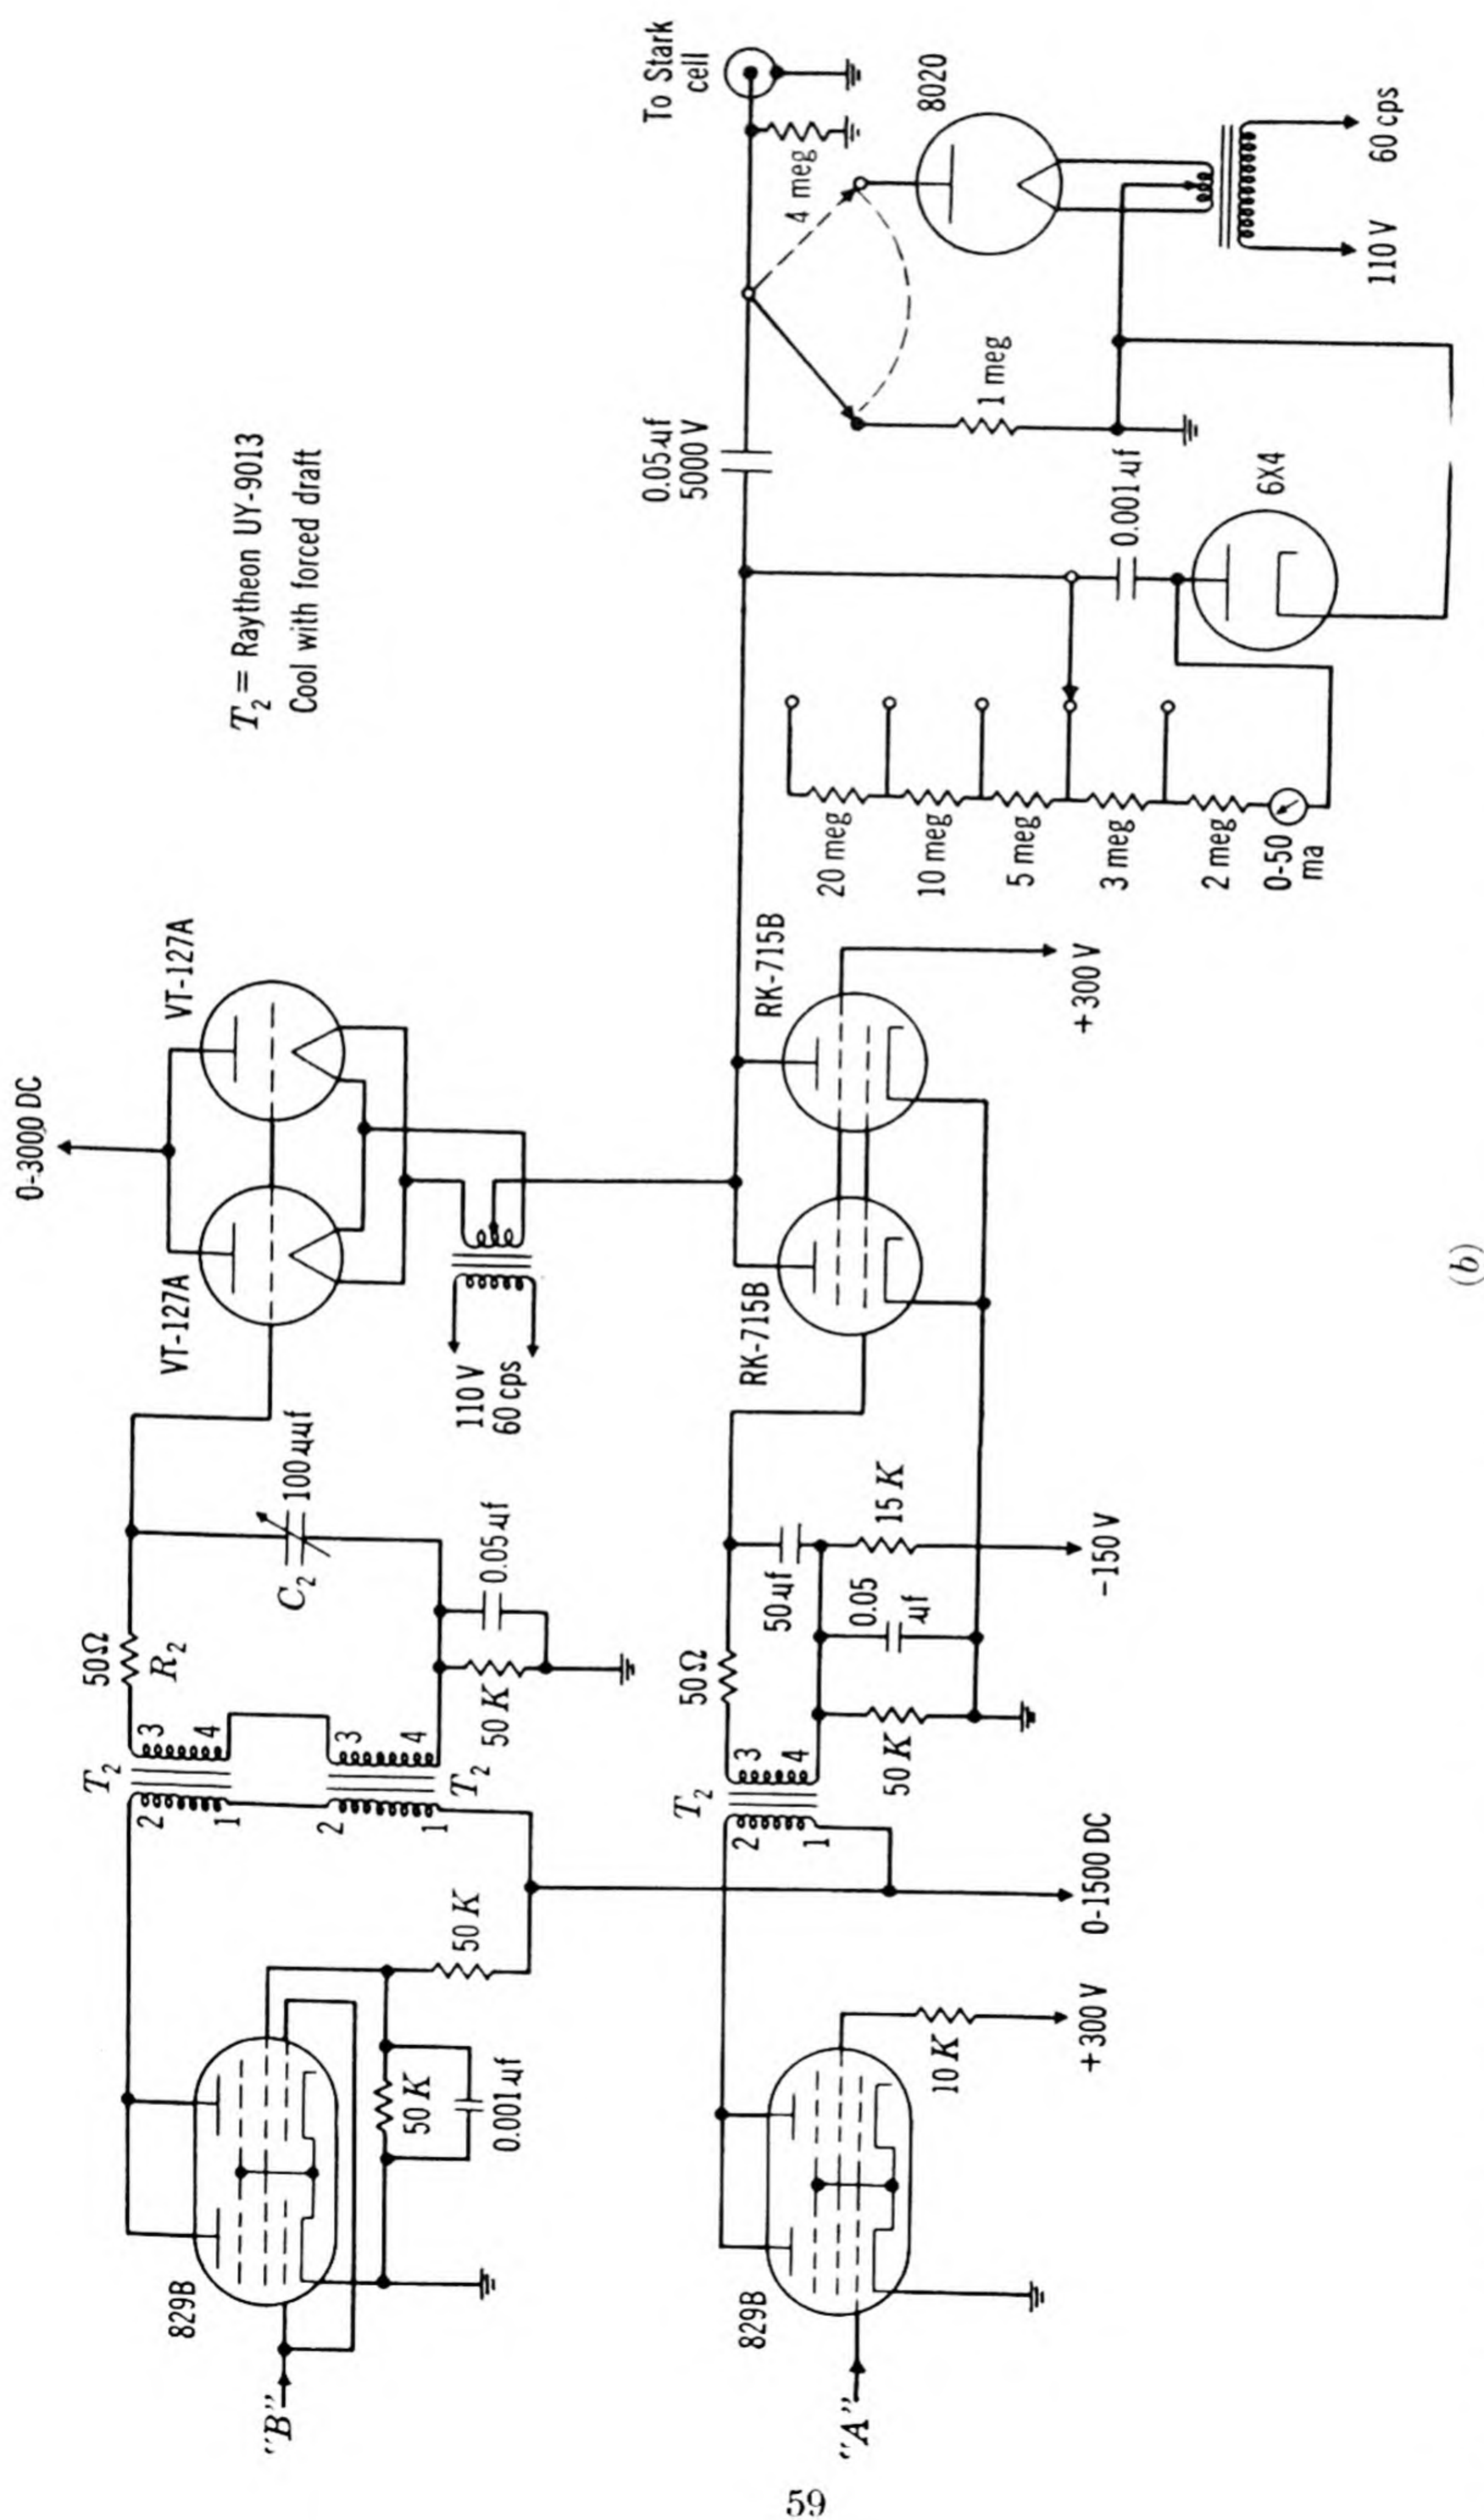 0-3000 DC
VT-127A
VT-127A
T₂ = Raytheon UY-9013
Cool with forced draft
829B
"B"
50 K
0.001 µf
50 K
T₂
2
1
3
4
2
1
3
4
T₂
50 Ω
R₂
C₂
100 µµf
0.05 µf
50 K
110 V
60 cps
829B
"A"
10 K
+300 V
0-1500 DC
T₂
2
1
3
4
50 Ω
50 µf
0.05
µf
15 K
50 K
-150 V
RK-715B
RK-715B
+300 V
0.05 µf
5000 V
To Stark
cell
4 meg
8020
1 meg
110 V
60 cps
0.001 µf
6X4
20 meg
10 meg
5 meg
3 meg
2 meg
0-50
ma
(b)
59